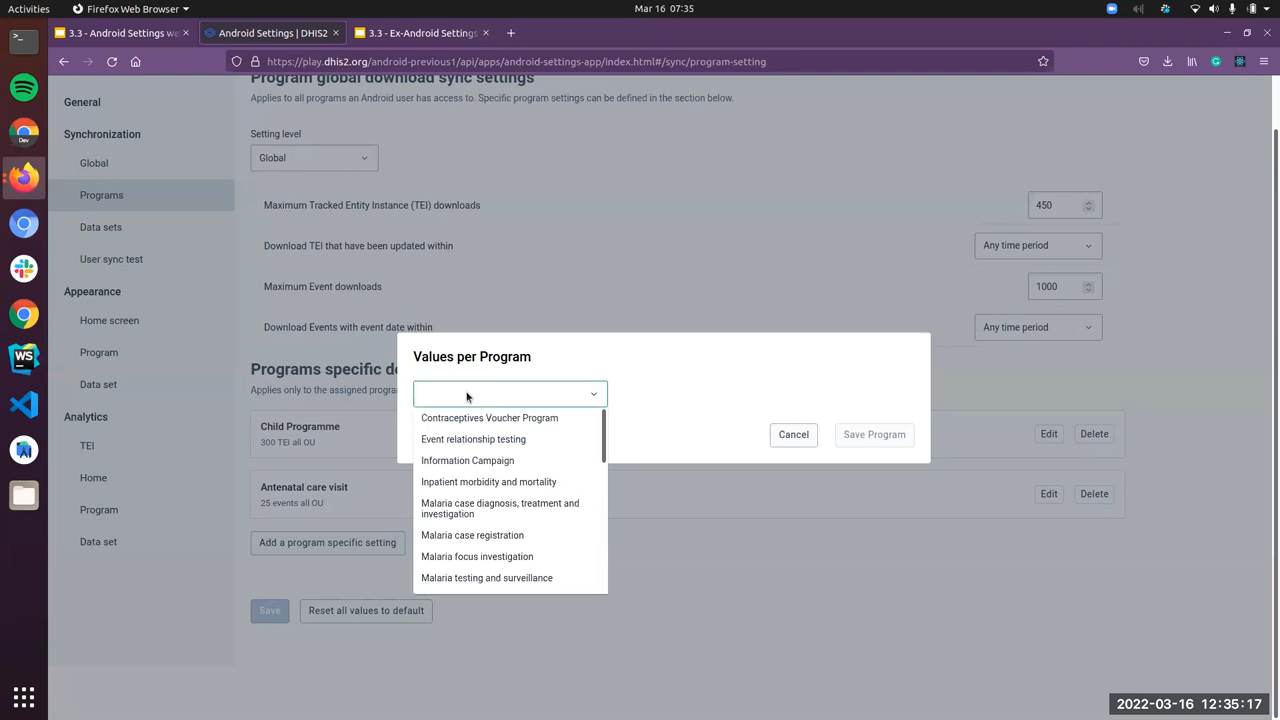 Activities
Firefox Web Browser
Mar 16 07:35
3.3 - Android Settings we
Android Settings | DHIS2
3.3 - Ex-Android Settings
https://play.dhis2.org/android-previous1/api/apps/android-settings-app/index.html#/sync/program-setting
Dev
WS
General
Synchronization
Global
Programs
Data sets
User sync test
Appearance
Home screen
Program
Data set
Analytics
TEI
Home
Program
Data set
Program global download sync settings
Applies to all programs an Android user has access to. Specific program settings can be defined in the section below.
Setting level
Global
Maximum Tracked Entity Instance (TEI) downloads
450
Download TEI that have been updated within
Any time period
Maximum Event downloads
1000
Download Events with event date within
Any time period
Programs specific do
Applies only to the assigned progra
Child Programme
300 TEI all OU
Edit
Delete
Antenatal care visit
25 events all OU
Edit
Delete
Add a program specific setting
Save
Reset all values to default
Values per Program
Contraceptives Voucher Program
Event relationship testing
Information Campaign
Inpatient morbidity and mortality
Malaria case diagnosis, treatment and
investigation
Malaria case registration
Malaria focus investigation
Malaria testing and surveillance
Cancel
Save Program
2022-03-16 12:35:17